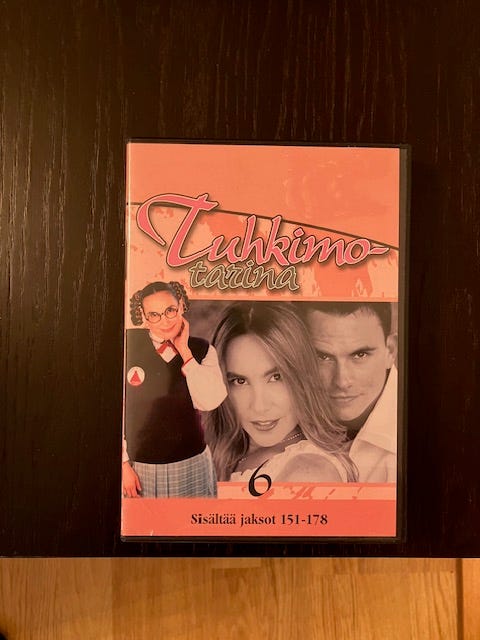 Tuhkimo-
tarina
6
Sisältää jaksot 151-178